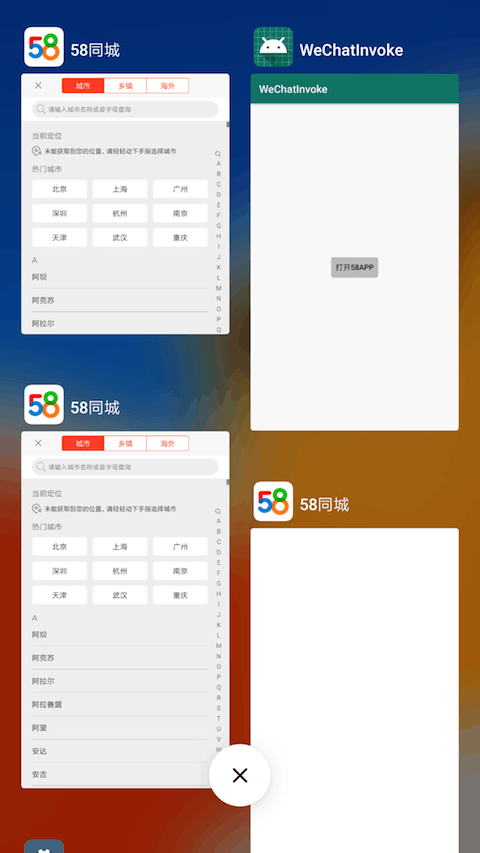 58 58同城
城市 乡镇 海外
请输入城市名称或首字母查询
当前定位
未能获取到您的位置，请轻轻动下手指选择城市
热门城市
北京 上海 广州
深圳 杭州 南京
天津 武汉 重庆
A
阿坝
阿克苏
阿拉尔
A
B
C
D
E
F
G
H
I
J
K
L
M
N
O
P
Q
WeChatInvoke
WeChatInvoke
打开58APP
58 58同城
城市 乡镇 海外
请输入城市名称或首字母查询
当前定位
未能获取到您的位置，请轻轻动下手指选择城市
热门城市
北京 上海 广州
深圳 杭州 南京
天津 武汉 重庆
A
阿坝
阿克苏
阿拉尔
阿拉善盟
阿里
安达
安吉
A
B
C
D
E
F
G
H
I
J
K
L
M
N
O
P
Q
R
S
T
U
V
W
58 58同城